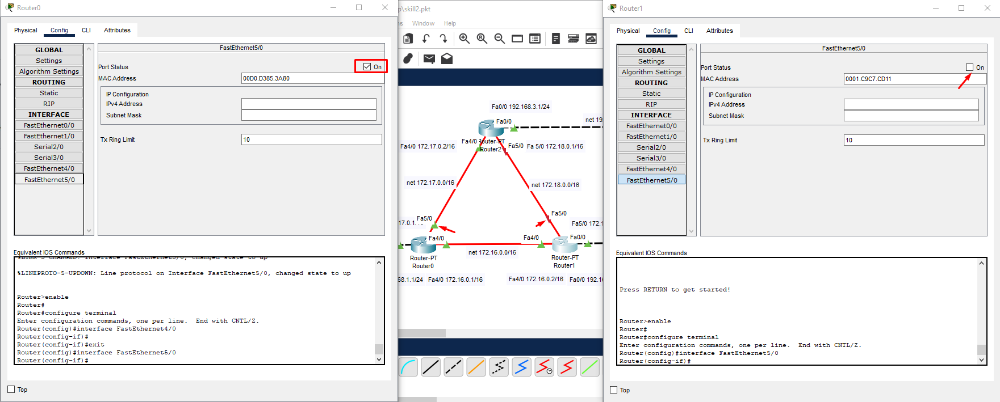 Router0
Physical
Config
CLI
Attributes
GLOBAL
Settings
Algorithm Settings
ROUTING
Static
RIP
INTERFACE
FastEthernet0/0
FastEthernet1/0
Serial2/0
Serial3/0
FastEthernet4/0
FastEthernet5/0
FastEthernet5/0
Port Status
On
MAC Address
00D0.D385.3A80
IP Configuration
IPv4 Address
Subnet Mask
Tx Ring Limit
10
Equivalent IOS Commands
%LINK-5-CHANGED: Interface FastEthernet5/0, changed state to up
%LINEPROTO-5-UPDOWN: Line protocol on Interface FastEthernet5/0, changed state to up
Router>enable
Router#
Router#configure terminal
Enter configuration commands, one per line.  End with CNTL/Z.
Router(config)#interface FastEthernet4/0
Router(config-if)#
Router(config-if)#exit
Router(config)#interface FastEthernet5/0
Router(config-if)#
Top
p\skill2.pkt
ns
Window
Help
Fa0/0 192.168.3.1/24
Fa0/0
net 19
Fa4/0
Router-PT
Router2
Fa5/0
Fa4/0 172.17.0.2/16
Fa 5/0 172.18.0.1/16
net 172.17.0.0/16
net 172.18.0.0/16
Fa5/0
Fa5/0
17.0.1.
Fa5/0 172.1
Fa4/0
Fa4/0
Fa0/0
net 172.16.0.0/16
Router-PT
Router0
Router-PT
Router1
68.1.1/24
Fa4/0 172.16.0.1/16
Fa4/0 172.16.0.2/16
Fa0/0 192.16
Router1
Physical
Config
CLI
Attributes
GLOBAL
Settings
Algorithm Settings
ROUTING
Static
RIP
INTERFACE
FastEthernet0/0
FastEthernet1/0
Serial2/0
Serial3/0
FastEthernet4/0
FastEthernet5/0
FastEthernet5/0
Port Status
On
MAC Address
0001.C9C7.CD11
IP Configuration
IPv4 Address
Subnet Mask
Tx Ring Limit
10
Equivalent IOS Commands
Press RETURN to get started!
Router>enable
Router#
Router#configure terminal
Enter configuration commands, one per line.  End with CNTL/Z.
Router(config)#interface FastEthernet5/0
Router(config-if)#
Top